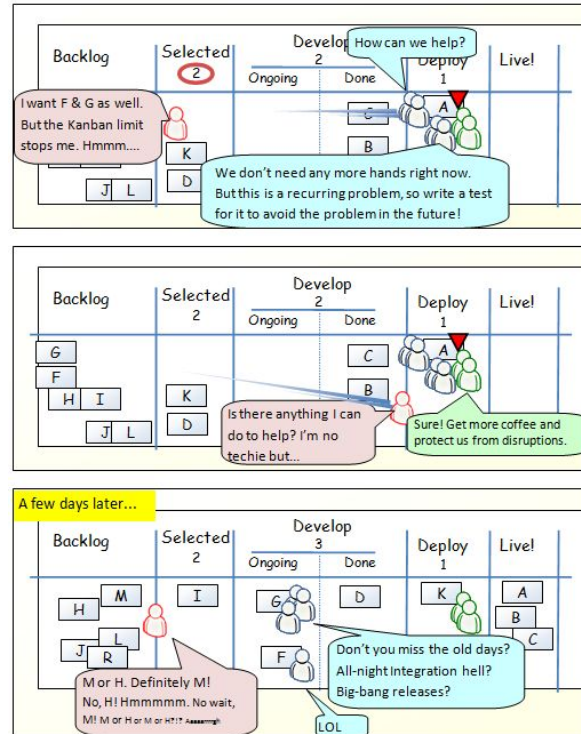 How can we help?
Backlog
Selected
2
Develop
2
Deploy
1
Live!
Ongoing
Done
I want F & G as well.
But the Kanban limit
stops me. Hmmm....
C
A
K
B
D
J L
We don't need any more hands right now.
But this is a recurring problem, so write a test
for it to avoid the problem in the future!
Backlog
Selected
2
Develop
2
Deploy
1
Live!
Ongoing
Done
G
C
A
F
H I
K
B
J L
D
Is there anything I can
do to help? I'm no
techie but...
Sure! Get more coffee and
protect us from disruptions.
A few days later...
Backlog
Selected
2
Develop
3
Deploy
1
Live!
Ongoing
Done
H
M
I
G
D
K
A
B
C
J
L
R
F
M or H. Definitely M!
No, H! Hmmmmm. No wait,
M! M or H or M or H?!?
Don't you miss the old days?
All-night Integration hell?
Big-bang releases?
LOL